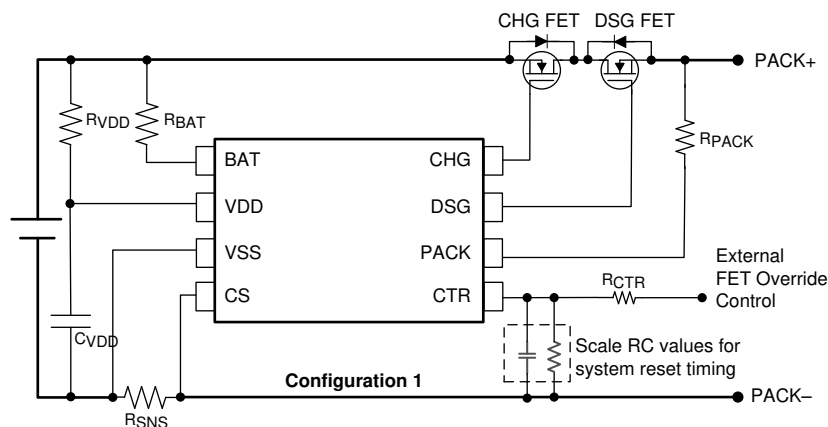 CHG FET DSG FET
PACK+
RVDD
RBAT
RPACK
BAT CHG
VDD DSG
VSS PACK
CS CTR
RCTR
External
FET Override
Control
CVDD
Scale RC values for
system reset timing
Configuration 1
PACK–
RSNS